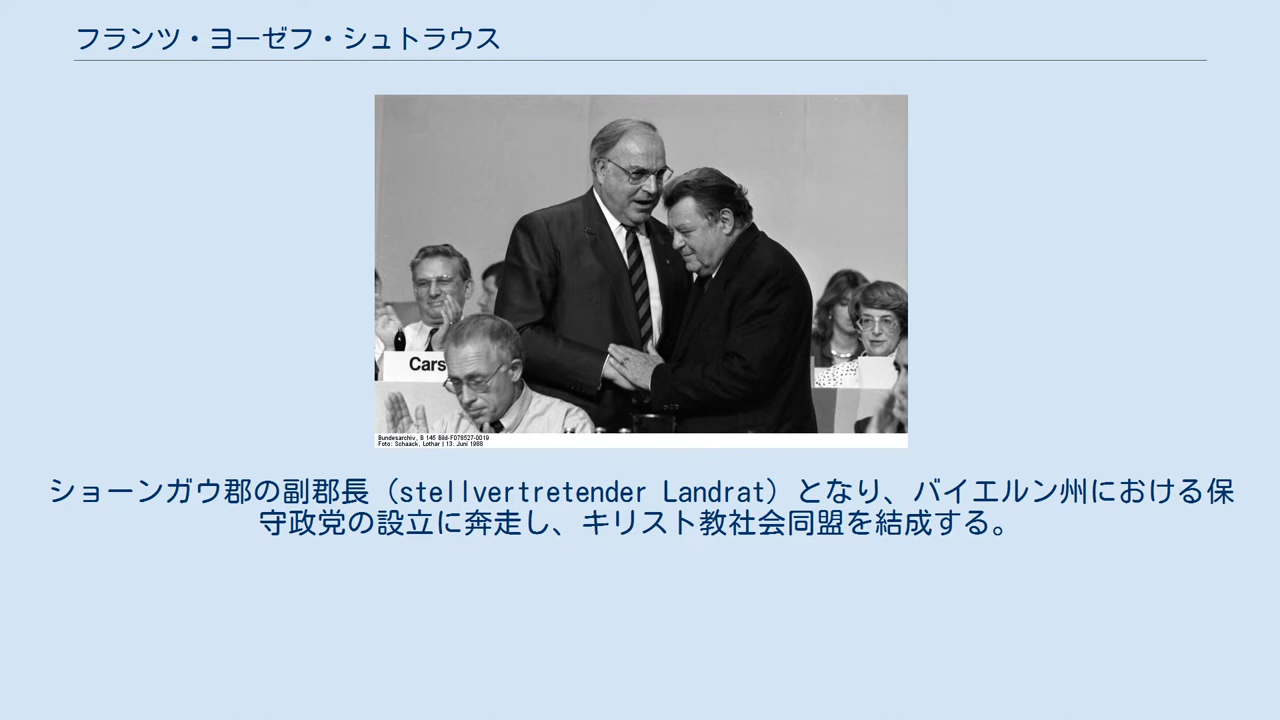 フランツ・ヨーゼフ・シュトラウス
Cars
Bundesarchiv, B 145 Bild-F078527-0019
Foto: Schaack, Lothar | 13. Juni 1988
ショーンガウ郡の副郡長（stellvertretender Landrat）となり、バイエルン州における保
守政党の設立に奔走し、キリスト教社会同盟を結成する。